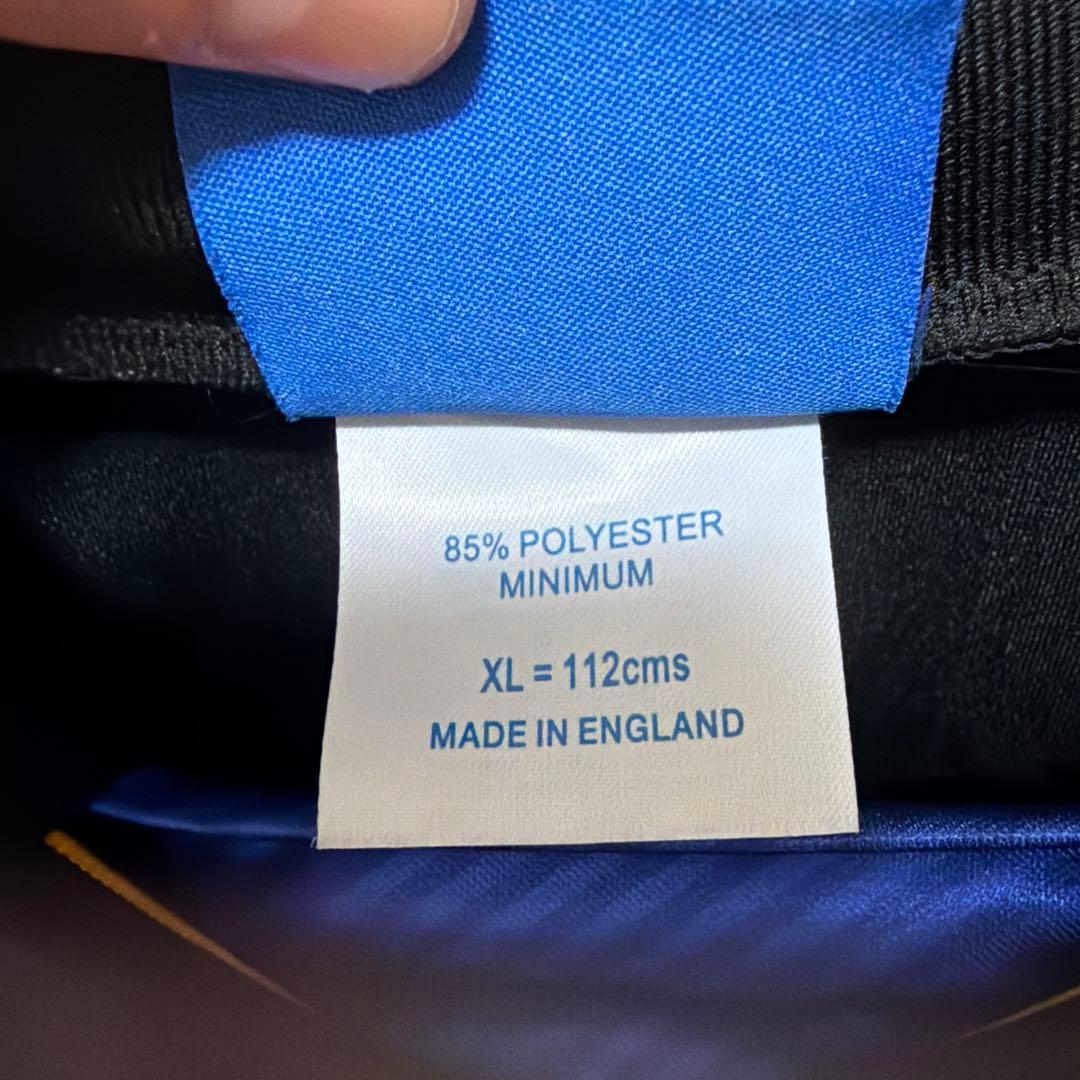 85% POLYESTER
MINIMUM
XL = 112cms
MADE IN ENGLAND